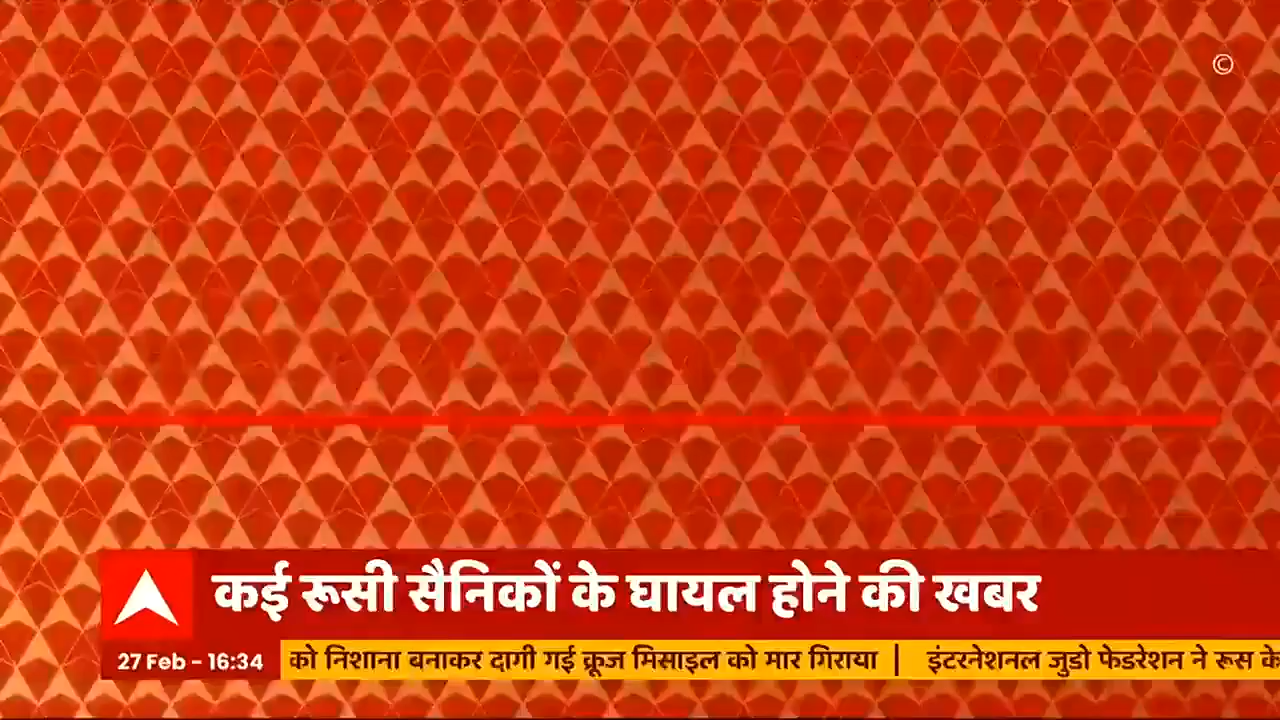 ©
कई रूसी सैनिकों के घायल होने की खबर
27 Feb - 16:34
को निशाना बनाकर दागी गई क्रूज मिसाइल को मार गिराया | इंटरनेशनल जुडो फेडरेशन ने रूस के